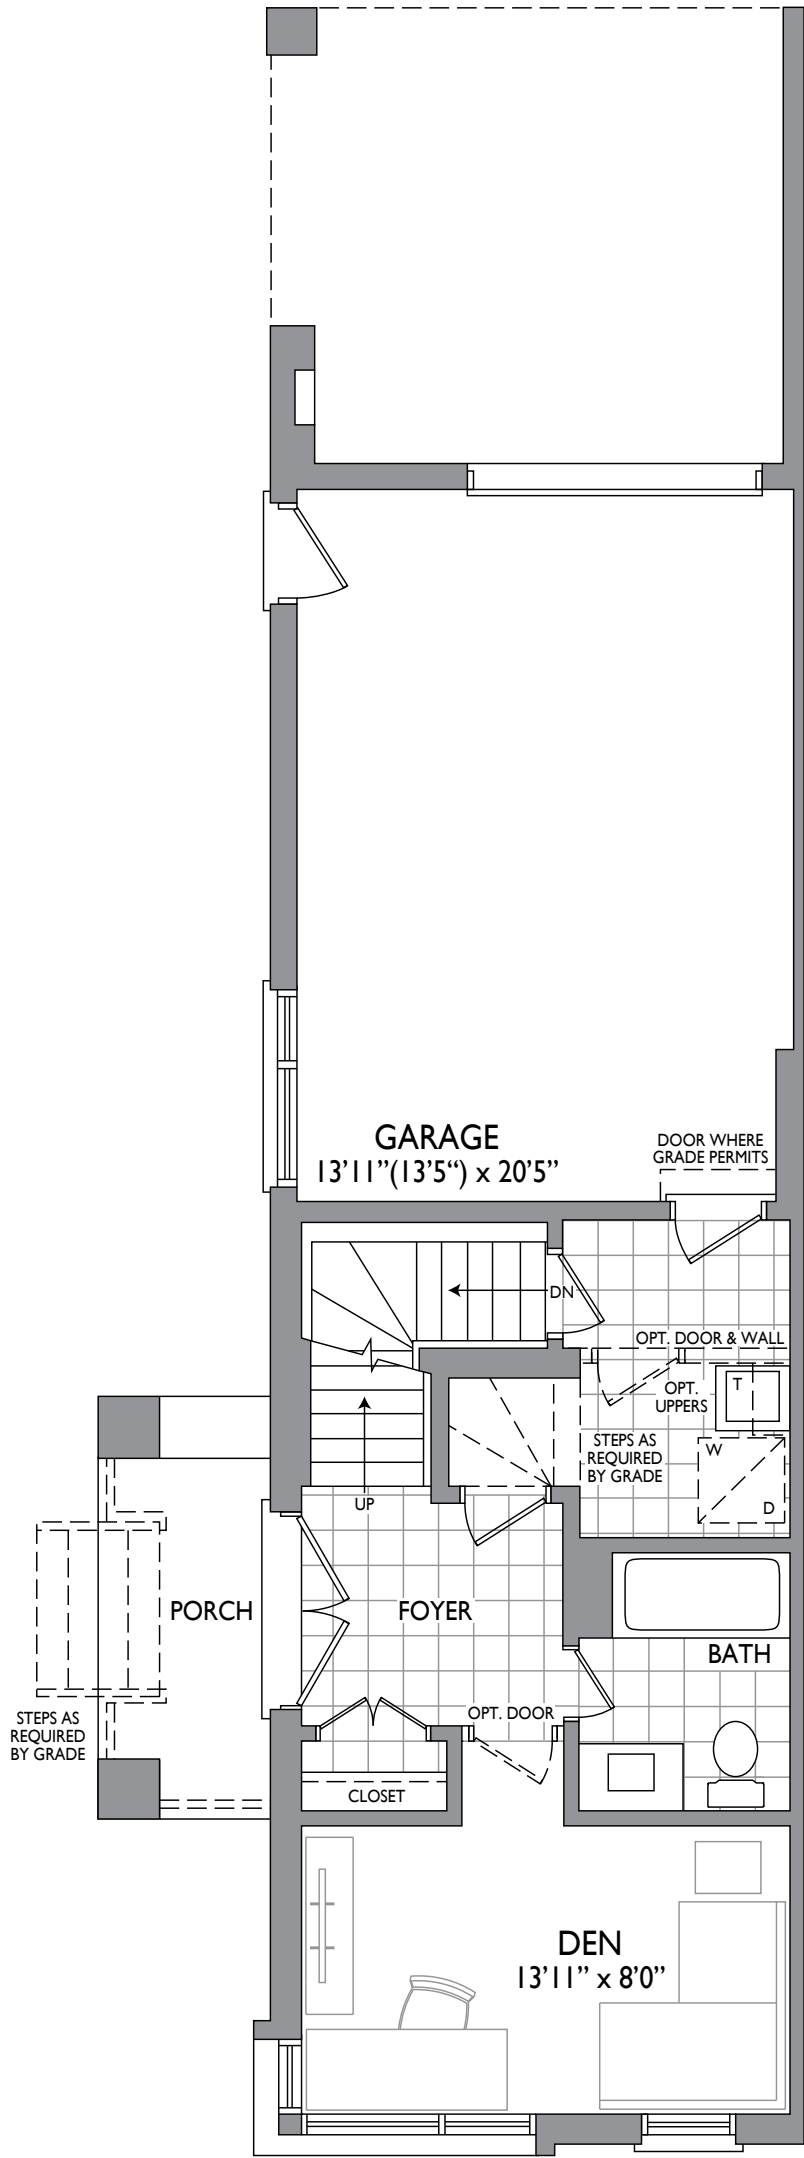 GARAGE
13'11”(13'5“) x 20'5”
DOOR WHERE
GRADE PERMITS
DN
OPT. DOOR & WALL
OPT.
UPPERS
T
STEPS AS
REQUIRED
BY GRADE
W
D
UP
PORCH
FOYER
BATH
STEPS AS
REQUIRED
BY GRADE
OPT. DOOR
CLOSET
DEN
13'11” x 8'0”